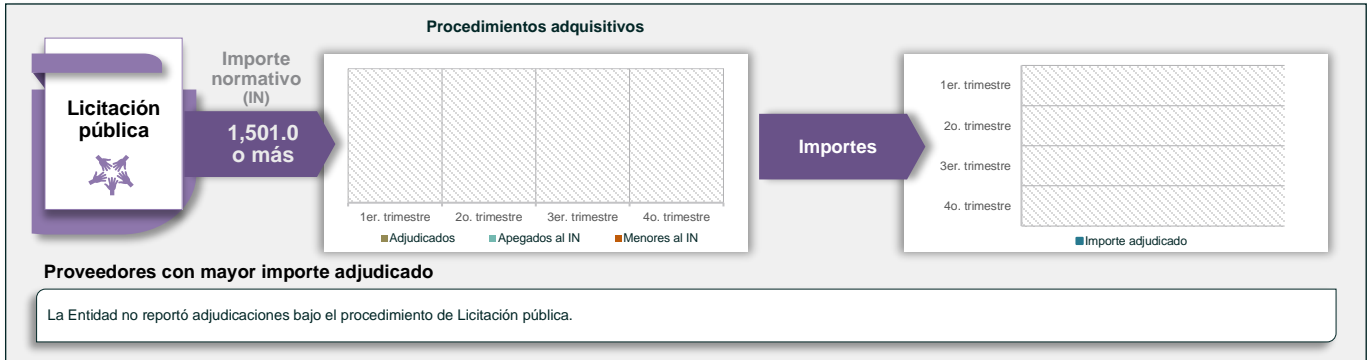 Procedimientos adquisitivos
Licitación
pública
Importe
normativo
(IN)
1,501.0
o más
1er. trimestre 2o. trimestre 3er. trimestre 4o. trimestre
Adjudicados Apegados al IN Menores al IN
Importes
1er. trimestre
2o. trimestre
3er. trimestre
4o. trimestre
Importe adjudicado
Proveedores con mayor importe adjudicado
La Entidad no reportó adjudicaciones bajo el procedimiento de Licitación pública.